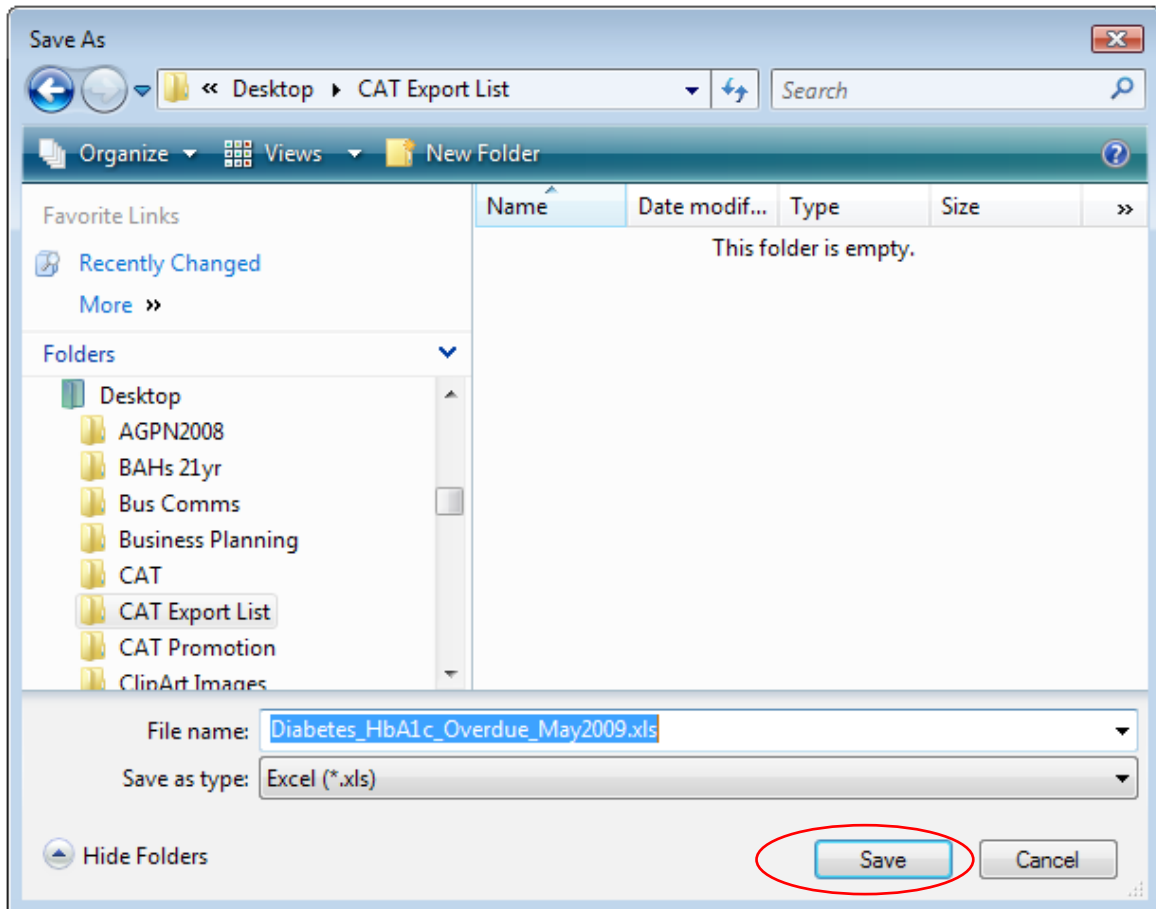 Save As
« Desktop ▸ CAT Export List
Search
Organize Views New Folder
Favorite Links
Recently Changed
More »
Folders
Desktop
AGPN2008
BAHs 21yr
Bus Comms
Business Planning
CAT
CAT Export List
CAT Promotion
ClipArt Images
Name Date modif... Type Size »
This folder is empty.
File name: Diabetes_HbA1c_Overdue_May2009.xls
Save as type: Excel (*.xls)
Hide Folders
Save Cancel